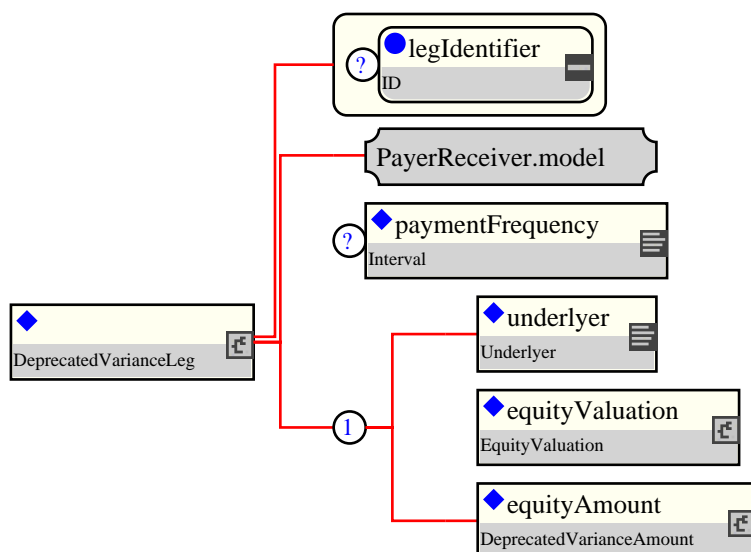 legIdentifier
?
ID
PayerReceiver.model
paymentFrequency
?
Interval
underlyer
DeprecatedVarianceLeg
Underlyer
equityValuation
1
EquityValuation
equityAmount
DeprecatedVarianceAmount